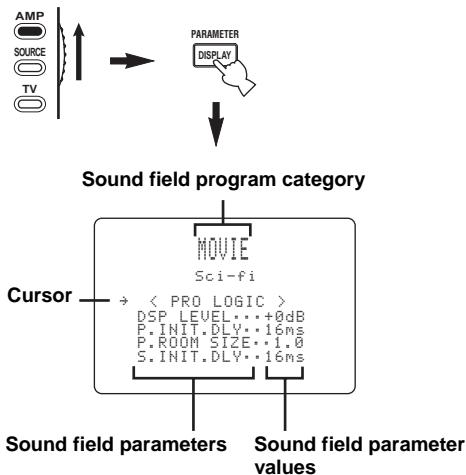 AMP
SOURCE
TV
PARAMETER
DISPLAY
Sound field program category
MOVIE
Sci-fi
Cursor
→ < PRO LOGIC >
DSP LEVEL···+0dB
P.INIT.DLY··16ms
P.ROOM SIZE··1.0
S.INIT.DLY··16ms
Sound field parameters
Sound field parameter
values